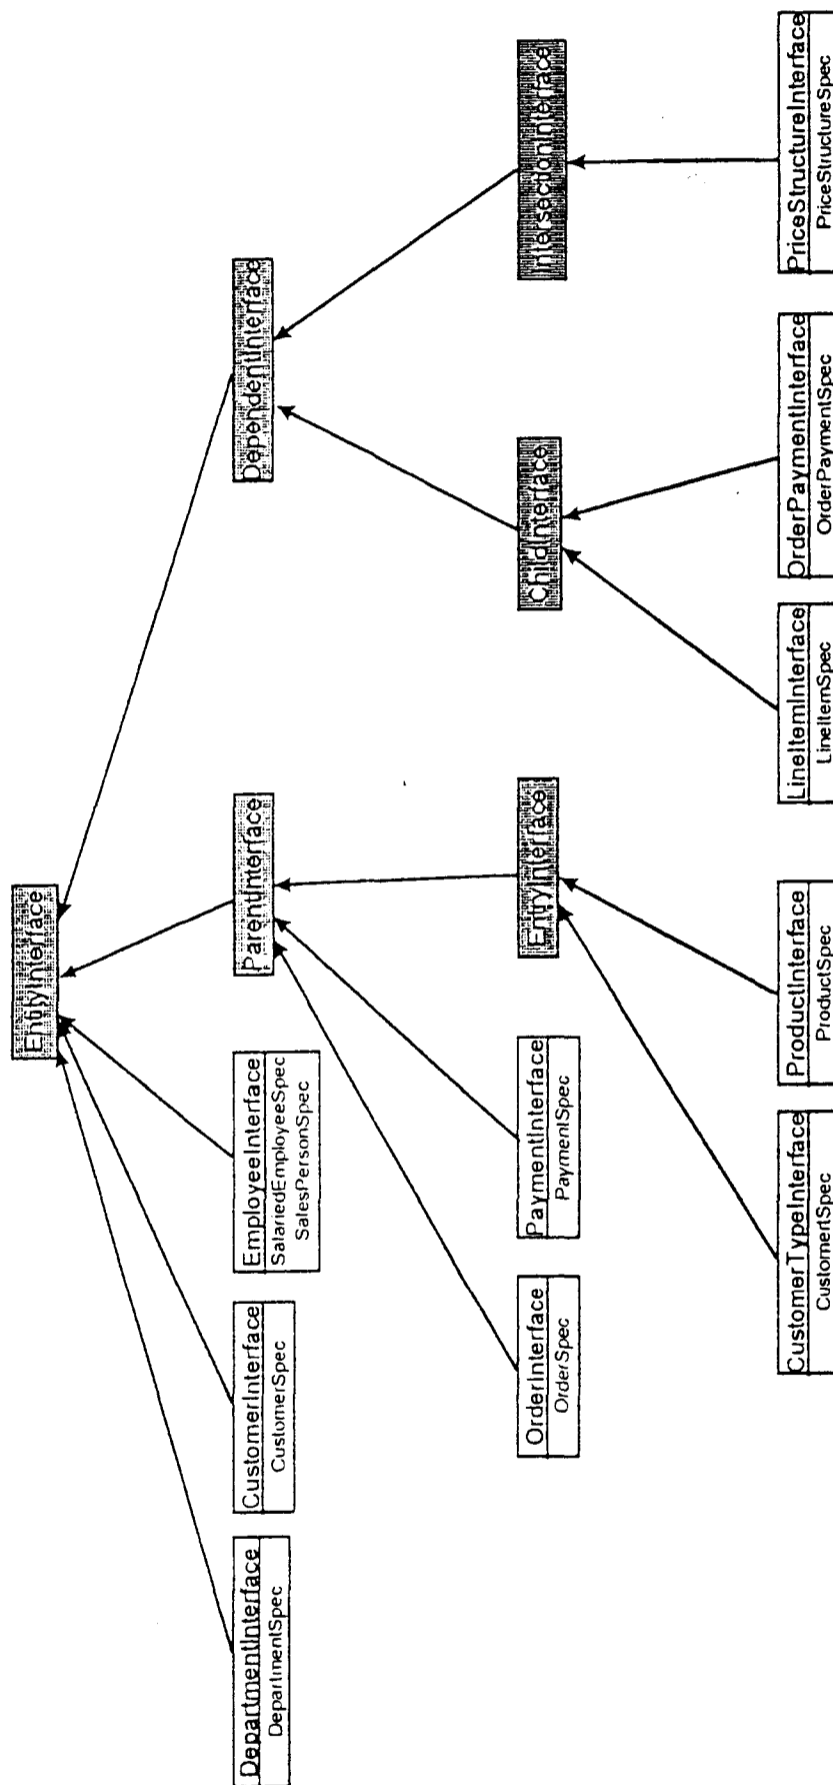 EntityInterface
DepartmentInterface
DepartmentSpec
CustomerInterface
CustomerSpec
EmployeeInterface
SalariedEmployeeSpec
SalesPersonSpec
ParentInterface
DependentInterface
OrderInterface
OrderSpec
PaymentInterface
PaymentSpec
EntryInterface
ChildInterface
IntersectionInterface
CustomerTypeInterface
CustomertSpec
ProductInterface
ProductSpec
LineItemInterface
LineItemSpec
OrderPaymentInterface
OrderPaymentSpec
PriceStructureInterface
PriceStructureSpec